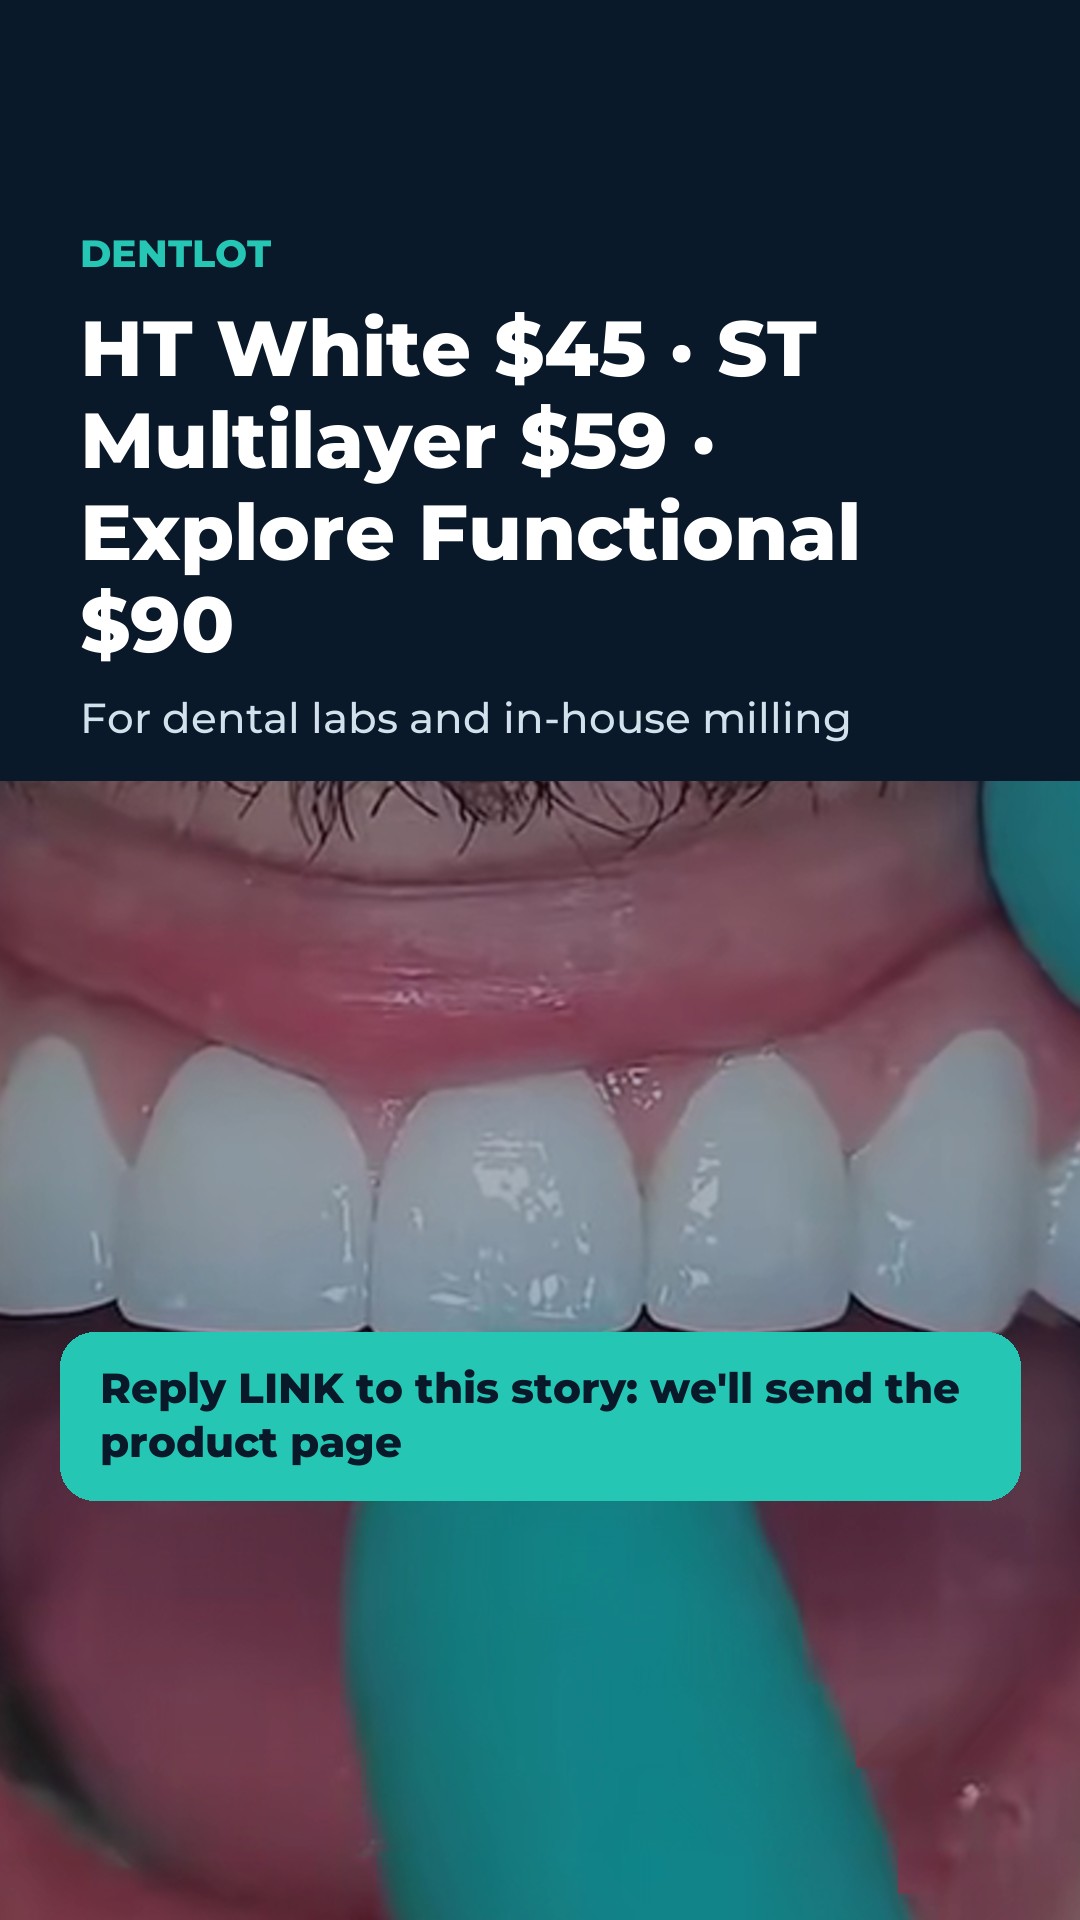 DENTLOT
HT White $45 · ST
Multilayer $59 ·
Explore Functional
$90
For dental labs and in-house milling
Reply LINK to this story: we'll send the
product page